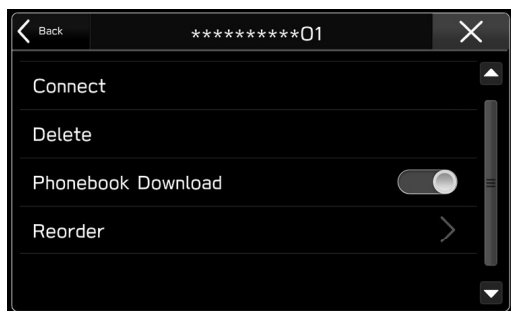 Back
**********01
Connect
Delete
Phonebook Download
Reorder